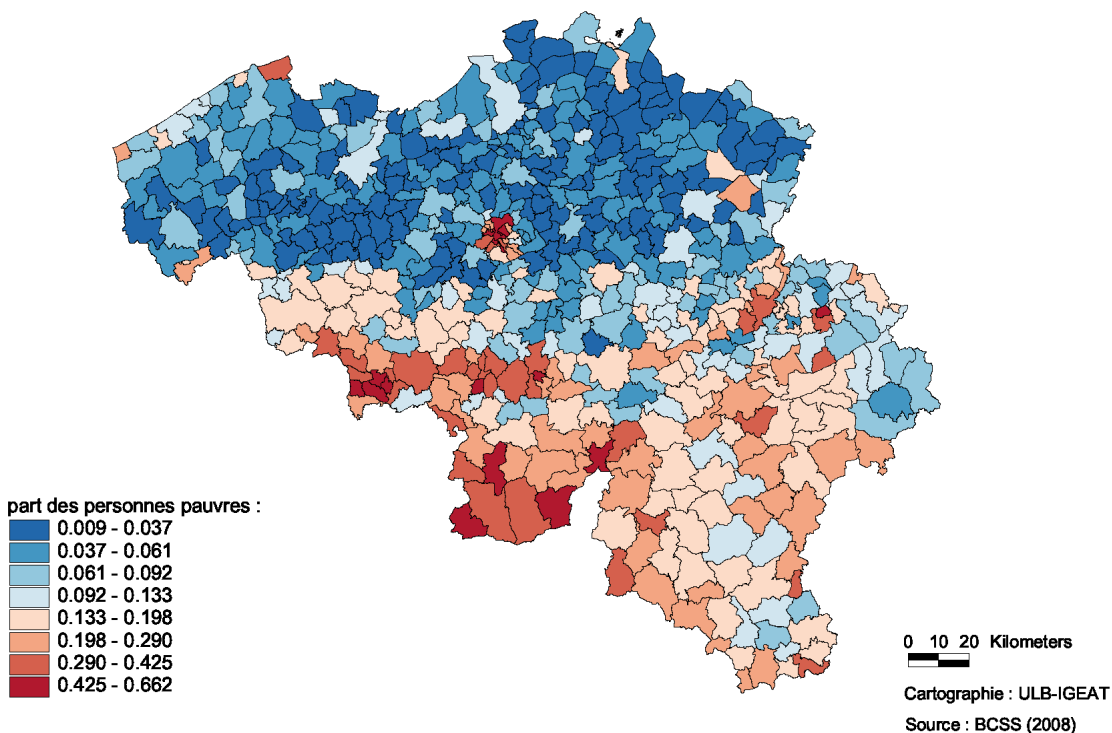 part des personnes pauvres :
0.009 - 0.037
0.037 - 0.061
0.061 - 0.092
0.092 - 0.133
0.133 - 0.198
0.198 - 0.290
0.290 - 0.425
0.425 - 0.662
0 10 20 Kilometers
Cartographie : ULB-IGEAT
Source : BCSS (2008)